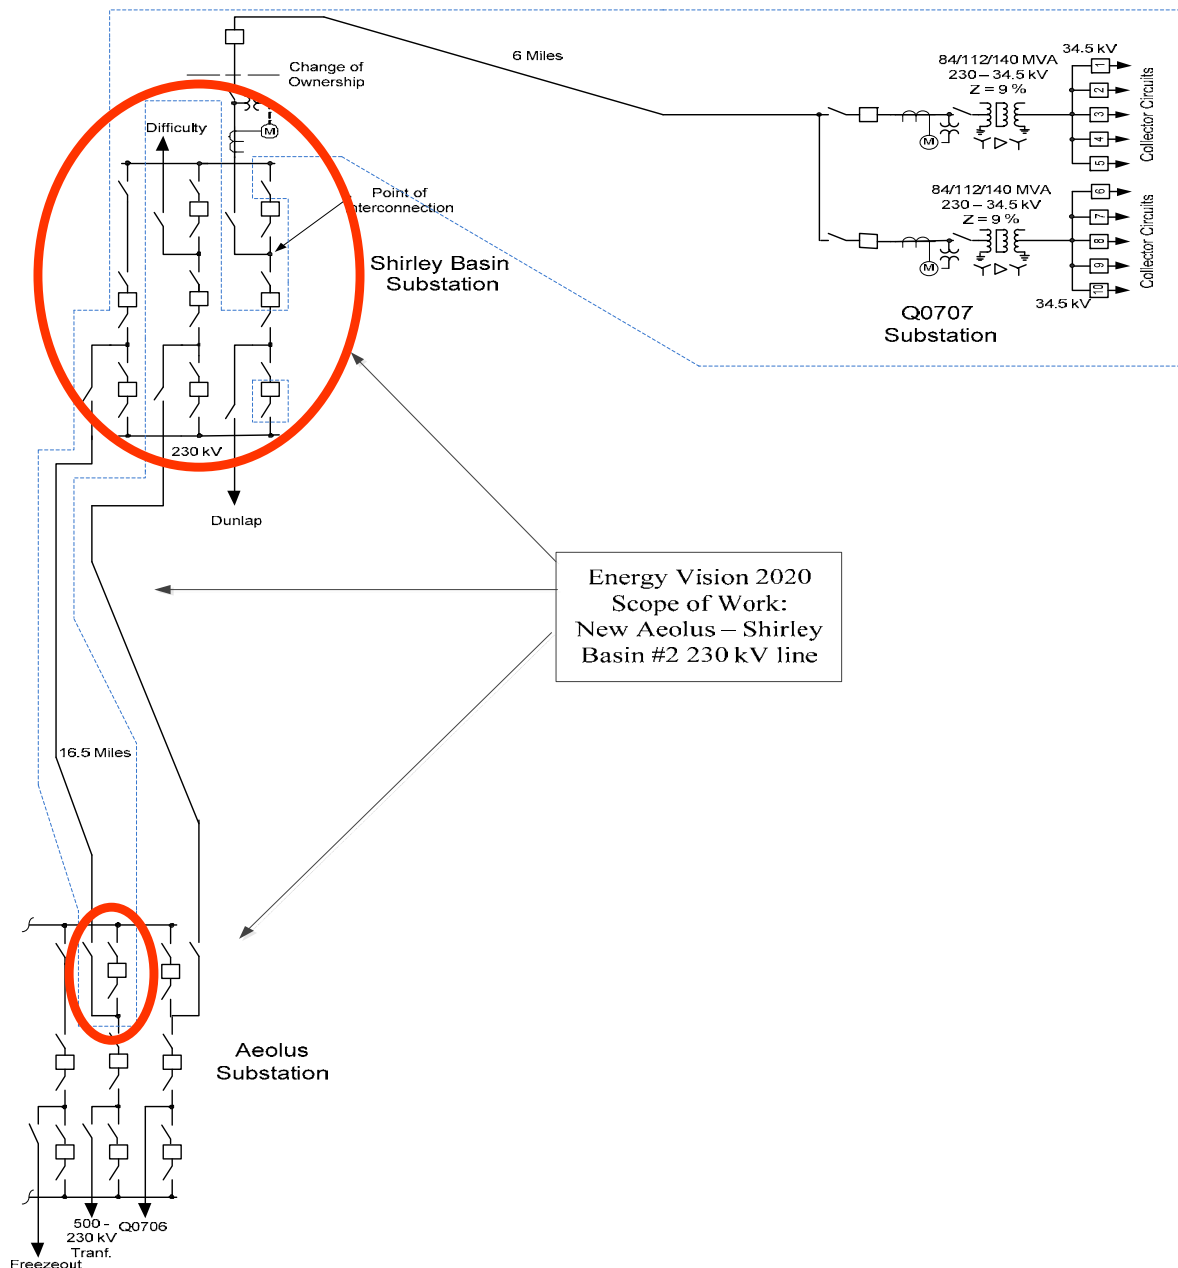 6 Miles
34.5 kV
84/112/140 MVA
230 – 34.5 kV
Z = 9 %
1
2
3
4
5
Collector Circuits
Change of
Ownership
M
M
Difficulty
Point of
Interconnection
Shirley Basin
Substation
84/112/140 MVA
230 – 34.5 kV
Z = 9 %
6
7
8
9
10
Collector Circuits
M
34.5 kV
Q0707
Substation
230 kV
Dunlap
Energy Vision 2020
Scope of Work:
New Aeolus – Shirley
Basin #2 230 kV line
16.5 Miles
Aeolus
Substation
500 -
230 kV
Tranf.
Q0706
Freezeout